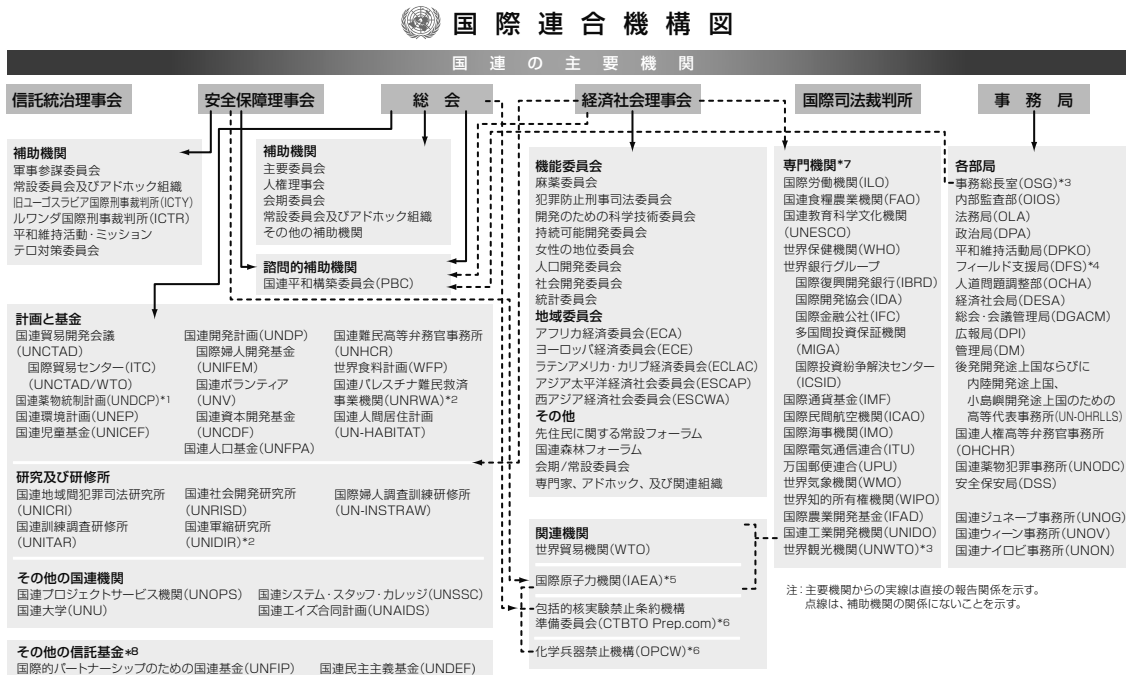 国際連合機構図
国連の主要機関
信託統治理事会
安全保障理事会
総会
経済社会理事会
国際司法裁判所
事務局
補助機関
軍事参謀委員会
常設委員会及びアドホック組織
旧ユーゴスラビア国際刑事裁判所(ICTY)
ルワンダ国際刑事裁判所(ICTR)
平和維持活動・ミッション
テロ対策委員会
補助機関
主要委員会
人権理事会
会期委員会
常設委員会及びアドホック組織
その他の補助機関
諮問的補助機関
国連平和構築委員会(PBC)
計画と基金
国連貿易開発会議
(UNCTAD)
国際貿易センター(ITC)
(UNCTAD/WTO)
国連薬物統制計画(UNDCP)*1
国連環境計画(UNEP)
国連児童基金(UNICEF)
国連開発計画(UNDP)
国際婦人開発基金
(UNIFEM)
国連ボランティア
(UNV)
国連資本開発基金
(UNCDF)
国連人口基金(UNFPA)
国連難民高等弁務官事務所
(UNHCR)
世界食料計画(WFP)
国連パレスチナ難民救済
事業機関(UNRWA)*2
国連人間居住計画
(UN-HABITAT)
研究及び研修所
国連地域間犯罪司法研究所
(UNICRI)
国連訓練調査研修所
(UNITAR)
国連社会開発研究所
(UNRISD)
国連軍縮研究所
(UNIDIR)*2
国際婦人調査訓練研修所
(UN-INSTRAW)
その他の国連機関
国連プロジェクトサービス機関(UNOPS)
国連大学(UNU)
国連システム・スタッフ・カレッジ(UNSSC)
国連エイズ合同計画(UNAIDS)
その他の信託基金*8
国際的パートナーシップのための国連基金(UNFIP)
国連民主主義基金(UNDEF)
機能委員会
麻薬委員会
犯罪防止刑事司法委員会
開発のための科学技術委員会
持続可能開発委員会
女性の地位委員会
人口開発委員会
社会開発委員会
統計委員会
地域委員会
アフリカ経済委員会(ECA)
ヨーロッパ経済委員会(ECE)
ラテンアメリカ・カリブ経済委員会(ECLAC)
アジア太平洋経済社会委員会(ESCAP)
西アジア経済社会委員会(ESCWA)
その他
先住民に関する常設フォーラム
国連森林フォーラム
会期/常設委員会
専門家、アドホック、及び関連組織
関連機関
世界貿易機関(WTO)
国際原子力機関(IAEA)*5
包括的核実験禁止条約機構
準備委員会(CTBTO Prep.com)*6
化学兵器禁止機構(OPCW)*6
専門機関*7
国際労働機関(ILO)
国連食糧農業機関(FAO)
国連教育科学文化機関
(UNESCO)
世界保健機関(WHO)
世界銀行グループ
国際復興開発銀行(IBRD)
国際開発協会(IDA)
国際金融公社(IFC)
多国間投資保証機関
(MIGA)
国際投資紛争解決センター
(ICSID)
国際通貨基金(IMF)
国際民間航空機関(ICAO)
国際海事機関(IMO)
国際電気通信連合(ITU)
万国郵便連合(UPU)
世界気象機関(WMO)
世界知的所有権機関(WIPO)
国際農業開発基金(IFAD)
国連工業開発機関(UNIDO)
世界観光機関(UNWTO)*3
各部局
事務総長室(OSG)*3
内部監査部(OIOS)
法務局(OLA)
政治局(DPA)
平和維持活動局(DPKO)
フィールド支援局(DFS)*4
人道問題調整部(OCHA)
経済社会局(DESA)
総会・会議管理局(DGACM)
広報局(DPI)
管理局(DM)
後発開発途上国ならびに
内陸開発途上国、
小島嶼開発途上国のための
高等代表事務所(UN-OHRLLS)
国連人権高等弁務官事務所
(OHCHR)
国連薬物犯罪事務所(UNODC)
安全保安局(DSS)
国連ジュネーブ事務所(UNOG)
国連ウィーン事務所(UNOV)
国連ナイロビ事務所(UNON)
注：主要機関からの実線は直接の報告関係を示す。
点線は、補助機関の関係にないことを示す。